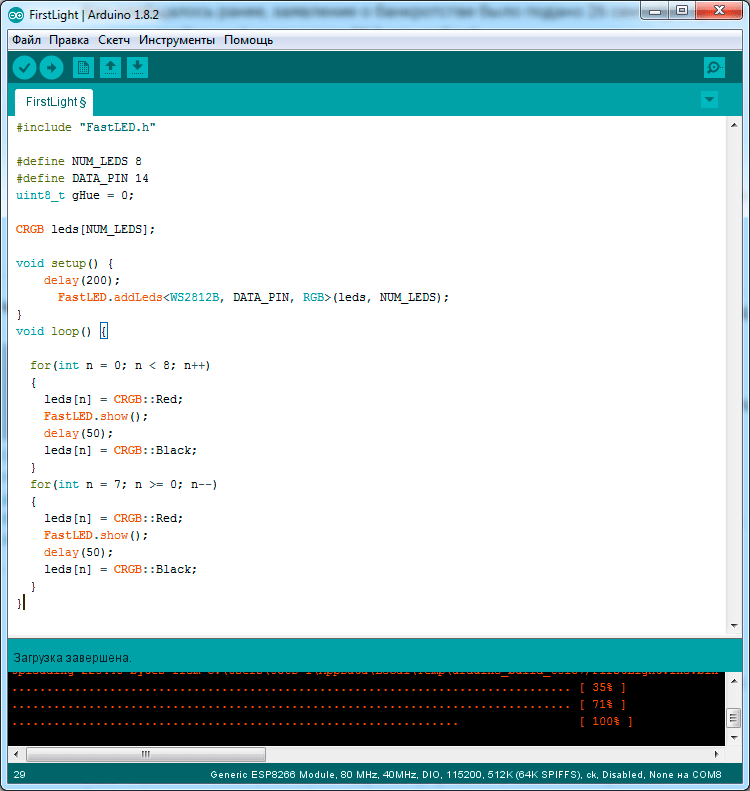 FirstLight | Arduino 1.8.2
Файл Правка Скетч Инструменты Помощь
FirstLight §
#include "FastLED.h"
#define NUM_LEDS 8
#define DATA_PIN 14
uint8_t gHue = 0;
CRGB leds[NUM_LEDS];
void setup() {
delay(200);
FastLED.addLeds<WS2812B, DATA_PIN, RGB>(leds, NUM_LEDS);
}
void loop() {
for(int n = 0; n < 8; n++)
{
leds[n] = CRGB::Red;
FastLED.show();
delay(50);
leds[n] = CRGB::Black;
}
for(int n = 7; n >= 0; n--)
{
leds[n] = CRGB::Red;
FastLED.show();
delay(50);
leds[n] = CRGB::Black;
}
}
Загрузка завершена.
................................................................................ [ 35% ]
................................................................................ [ 71% ]
................................................................ [ 100% ]
29 Generic ESP8266 Module, 80 MHz, 40MHz, DIO, 115200, 512K (64K SPIFFS), ck, Disabled, None на COM8